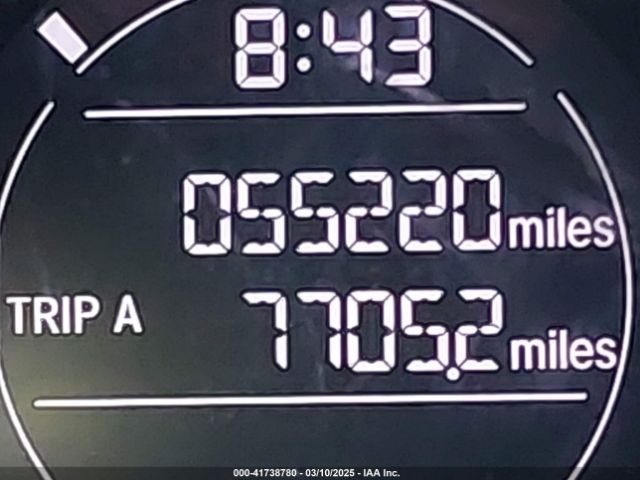 8:43
055220 miles
TRIP A 7705.2 miles
000-41738780 - 03/10/2025 - IAA Inc.